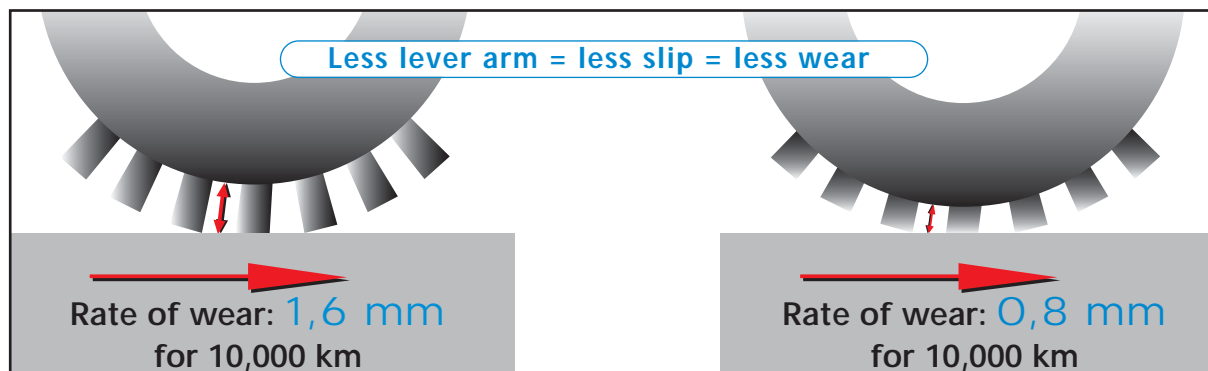 Less lever arm = less slip = less wear
Rate of wear: 1,6 mm
for 10,000 km
Rate of wear: 0,8 mm
for 10,000 km